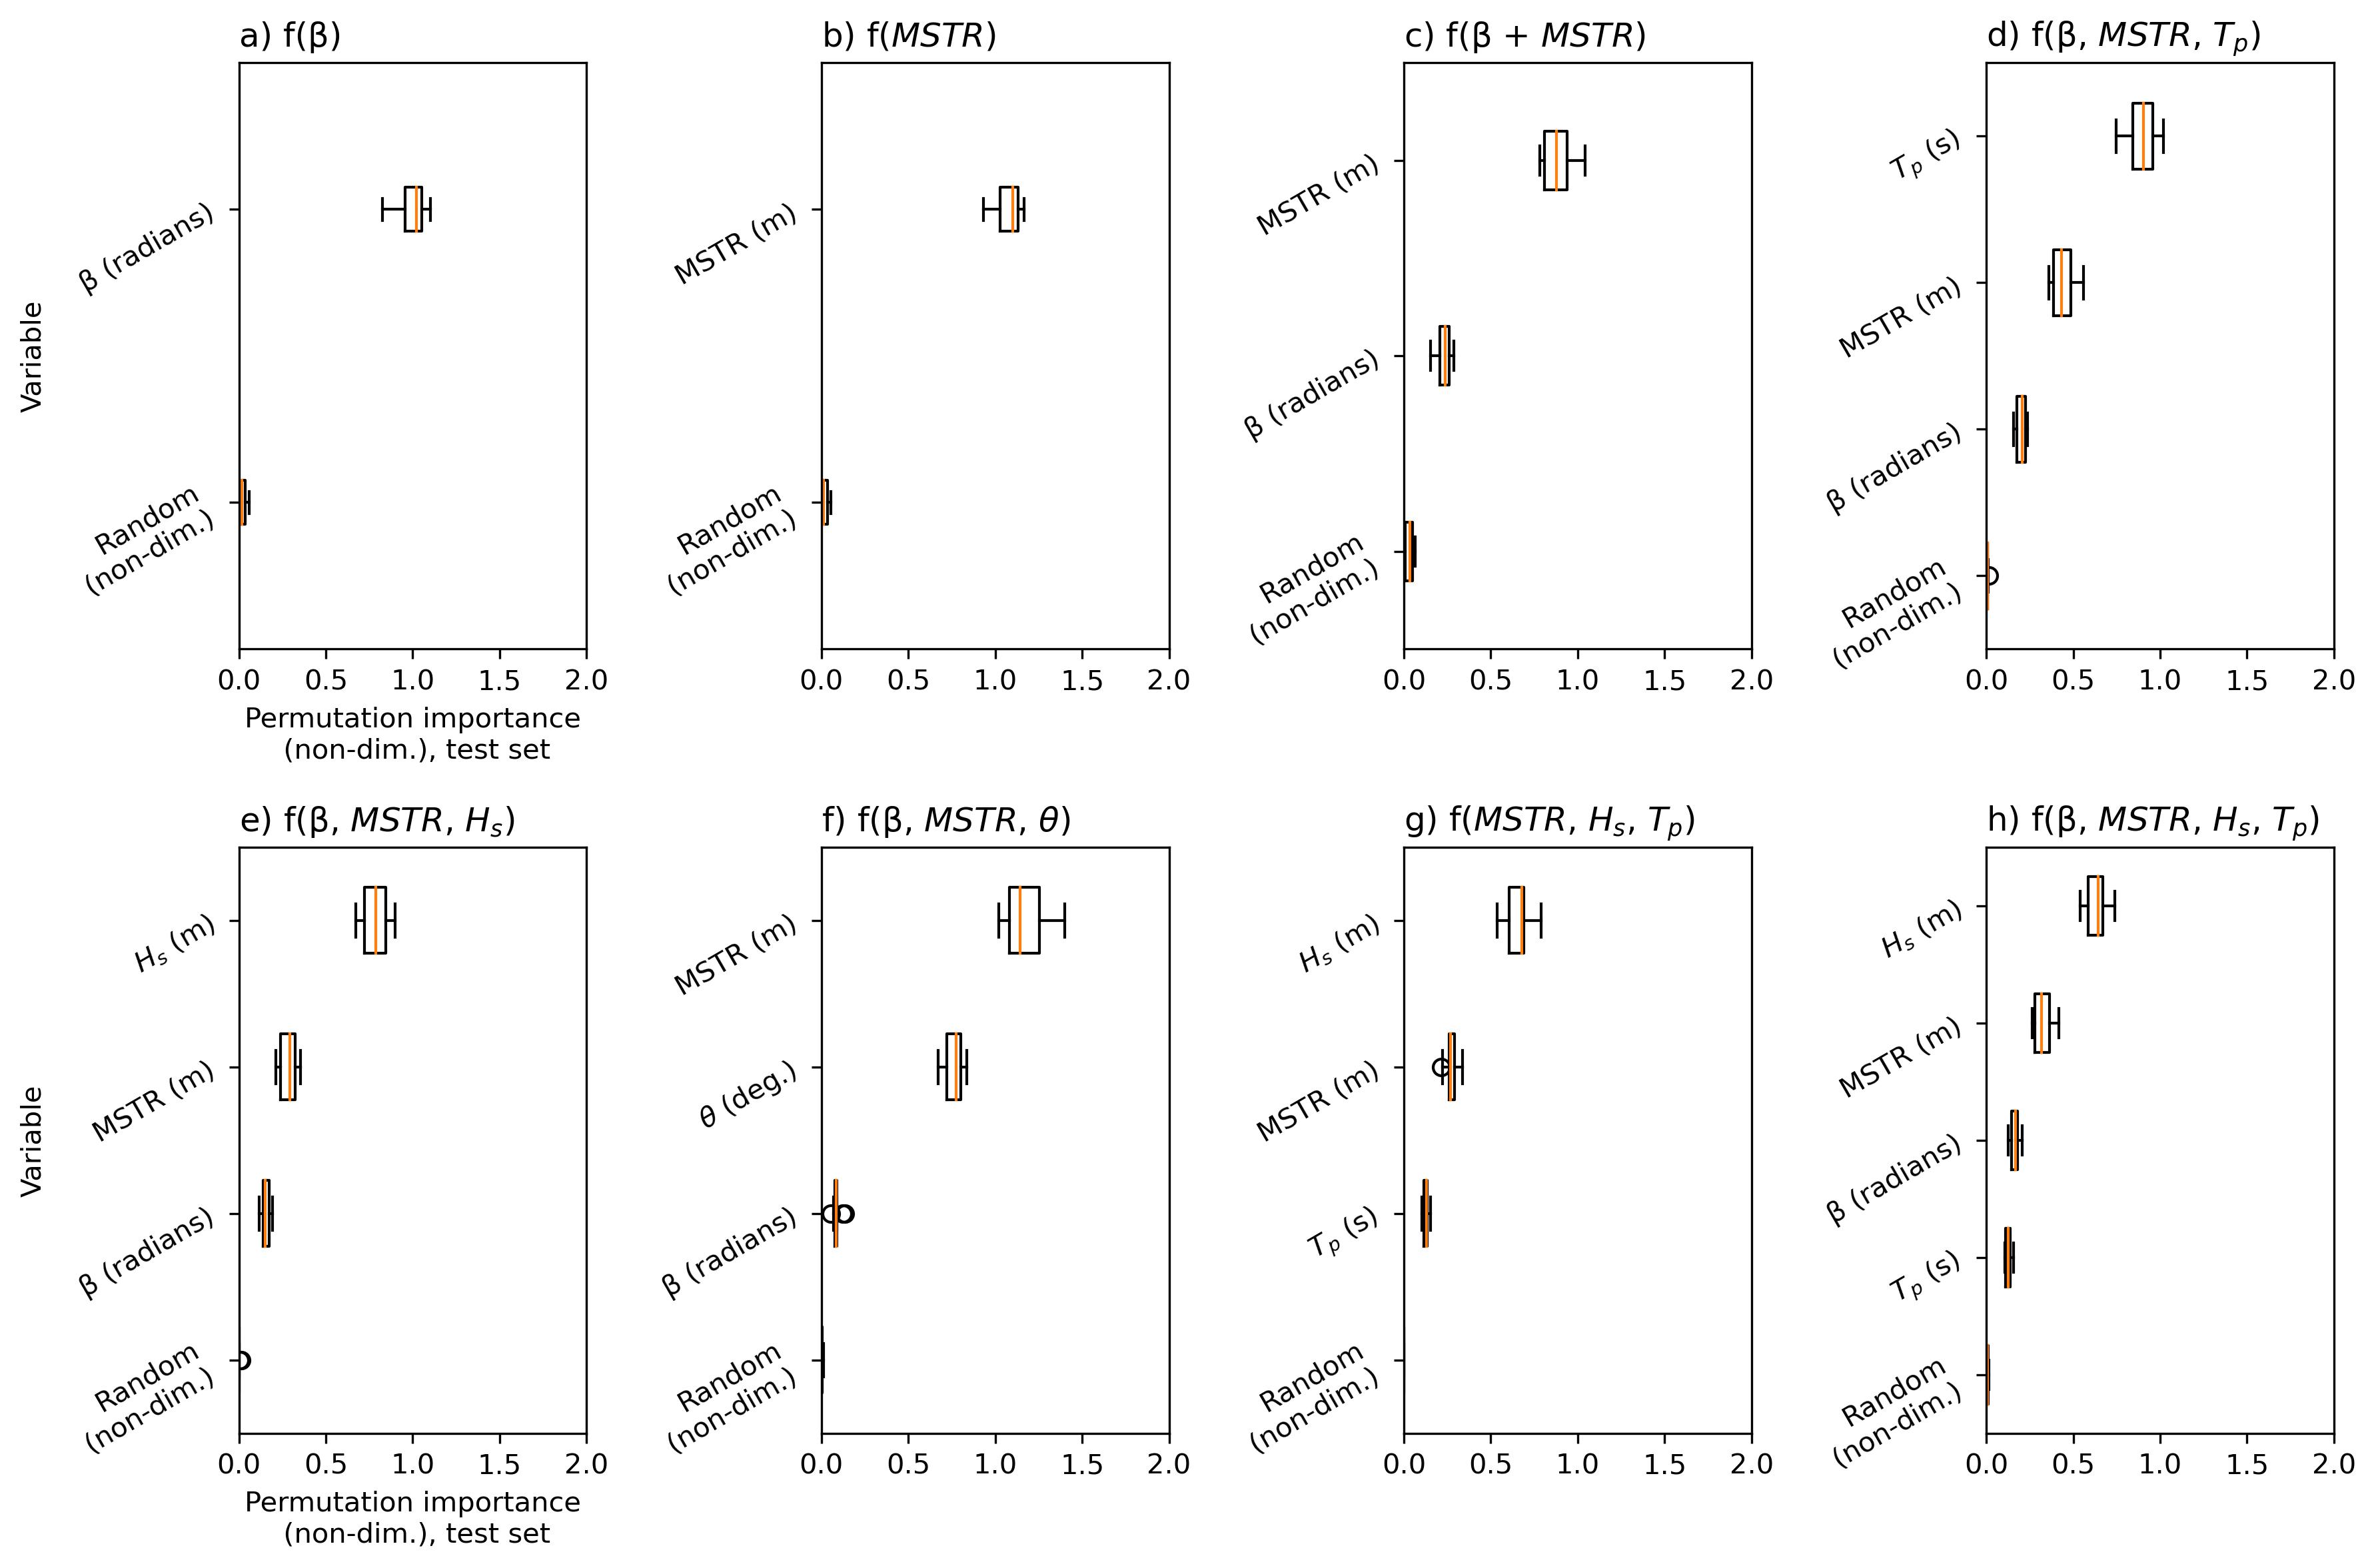 a) f(β)
b) f(MSTR)
c) f(β + MSTR)
d) f(β, MSTR, Tp)
Variable
β (radians)
Random
(non-dim.)
0.0 0.5 1.0 1.5 2.0
Permutation importance
(non-dim.), test set
MSTR (m)
Random
(non-dim.)
0.0 0.5 1.0 1.5 2.0
MSTR (m)
β (radians)
Random
(non-dim.)
0.0 0.5 1.0 1.5 2.0
Tp (s)
MSTR (m)
β (radians)
Random
(non-dim.)
0.0 0.5 1.0 1.5 2.0
e) f(β, MSTR, Hs)
f) f(β, MSTR, θ)
g) f(MSTR, Hs, Tp)
h) f(β, MSTR, Hs, Tp)
Variable
Hs (m)
MSTR (m)
β (radians)
Random
(non-dim.)
0.0 0.5 1.0 1.5 2.0
Permutation importance
(non-dim.), test set
MSTR (m)
θ (deg.)
β (radians)
Random
(non-dim.)
0.0 0.5 1.0 1.5 2.0
Hs (m)
MSTR (m)
Tp (s)
Random
(non-dim.)
0.0 0.5 1.0 1.5 2.0
Hs (m)
MSTR (m)
β (radians)
Tp (s)
Random
(non-dim.)
0.0 0.5 1.0 1.5 2.0